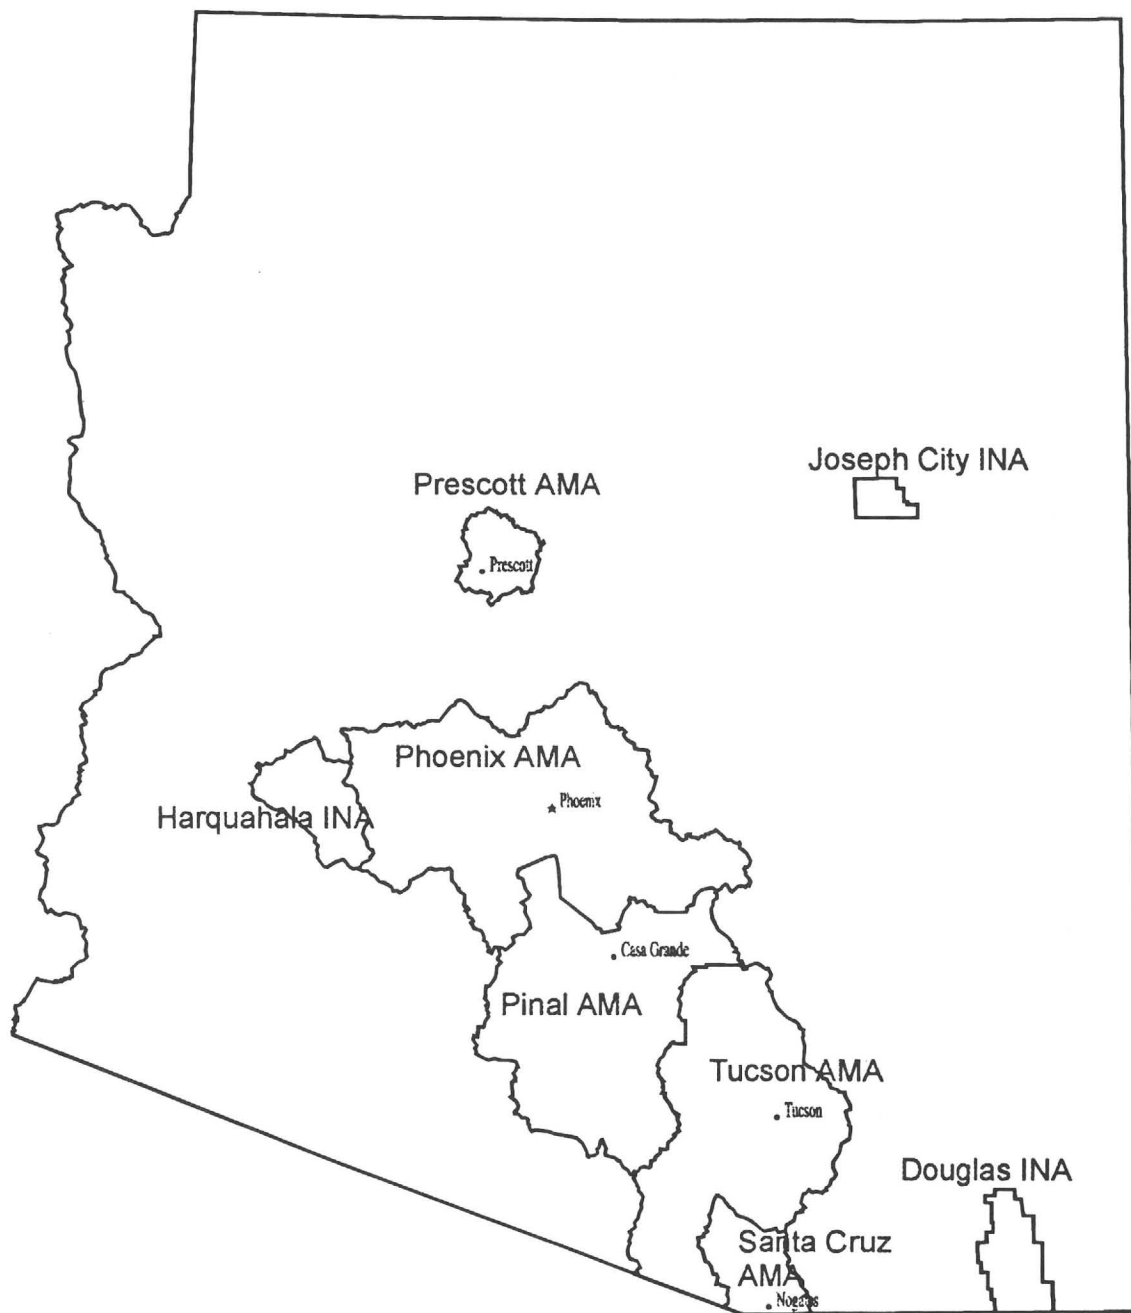 Joseph City INA
Prescott AMA
Prescott
Phoenix AMA
Phoenix
Harquahala INA
Casa Grande
Pinal AMA
Tucson AMA
Tucson
Douglas INA
Santa Cruz
AMA
Nogales